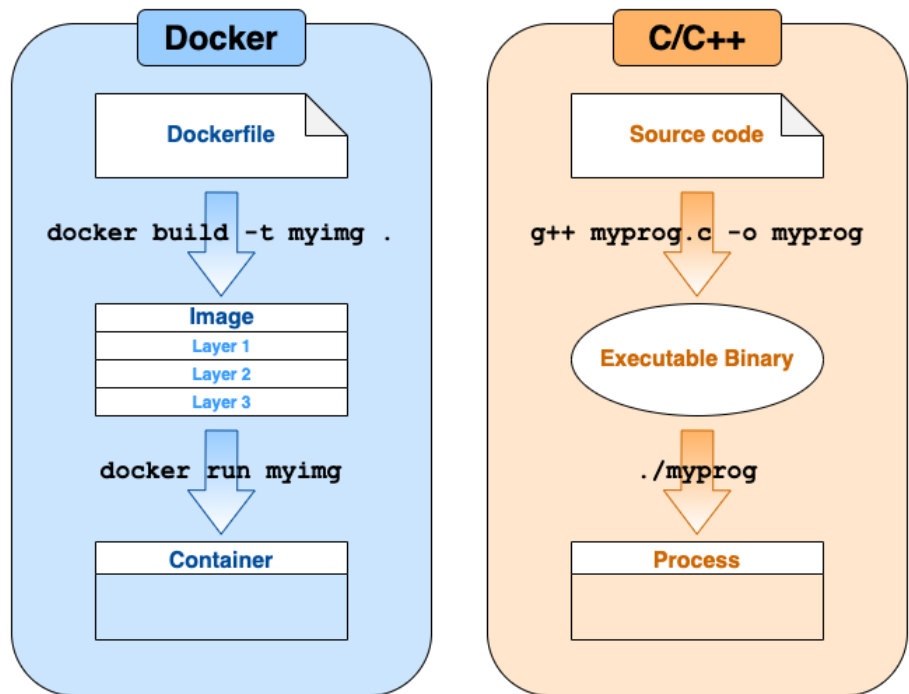 Docker
Dockerfile
docker build -t myimg .
Image
Layer 1
Layer 2
Layer 3
docker run myimg
Container
C/C++
Source code
g++ myprog.c -o myprog
Executable Binary
./myprog
Process